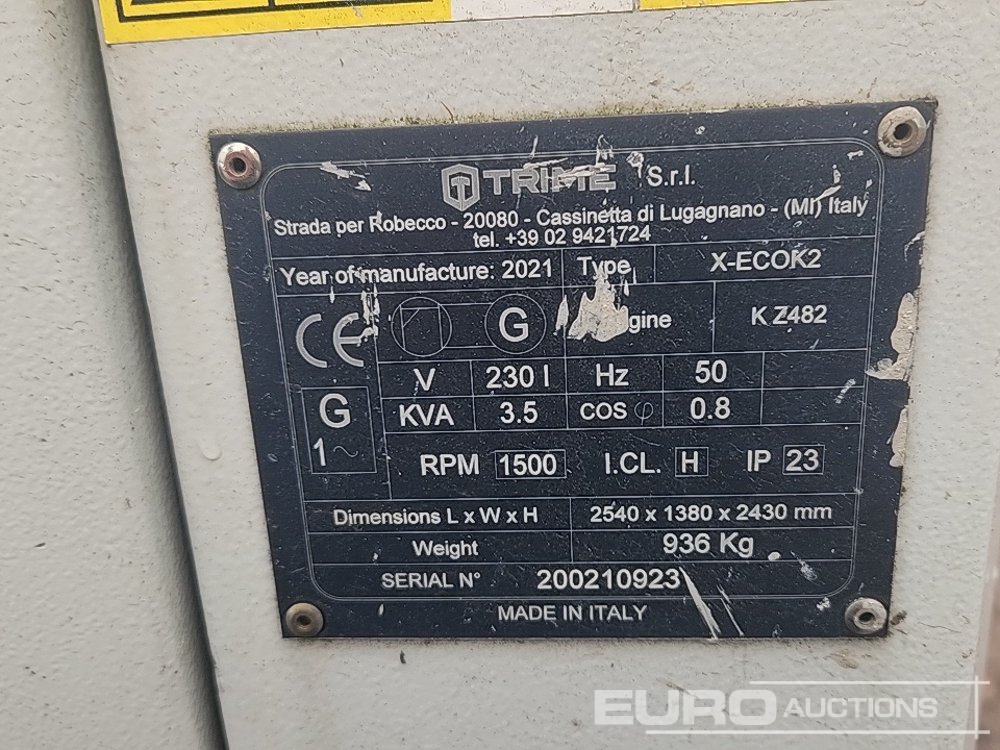 TRIME S.r.l.
Strada per Robecco - 20080 - Cassinetta di Lugagnano - (MI) Italy
tel. +39 02 9421724
Year of manufacture: 2021 Type X-ECOK2
CE G K Z482
V 230 I Hz 50
G KVA 3.5 COS φ 0.8
1~
RPM 1500 I.CL. H IP 23
Dimensions L x W x H 2540 x 1380 x 2430 mm
Weight 936 Kg
SERIAL N° 200210923
MADE IN ITALY
EURO AUCTIONS